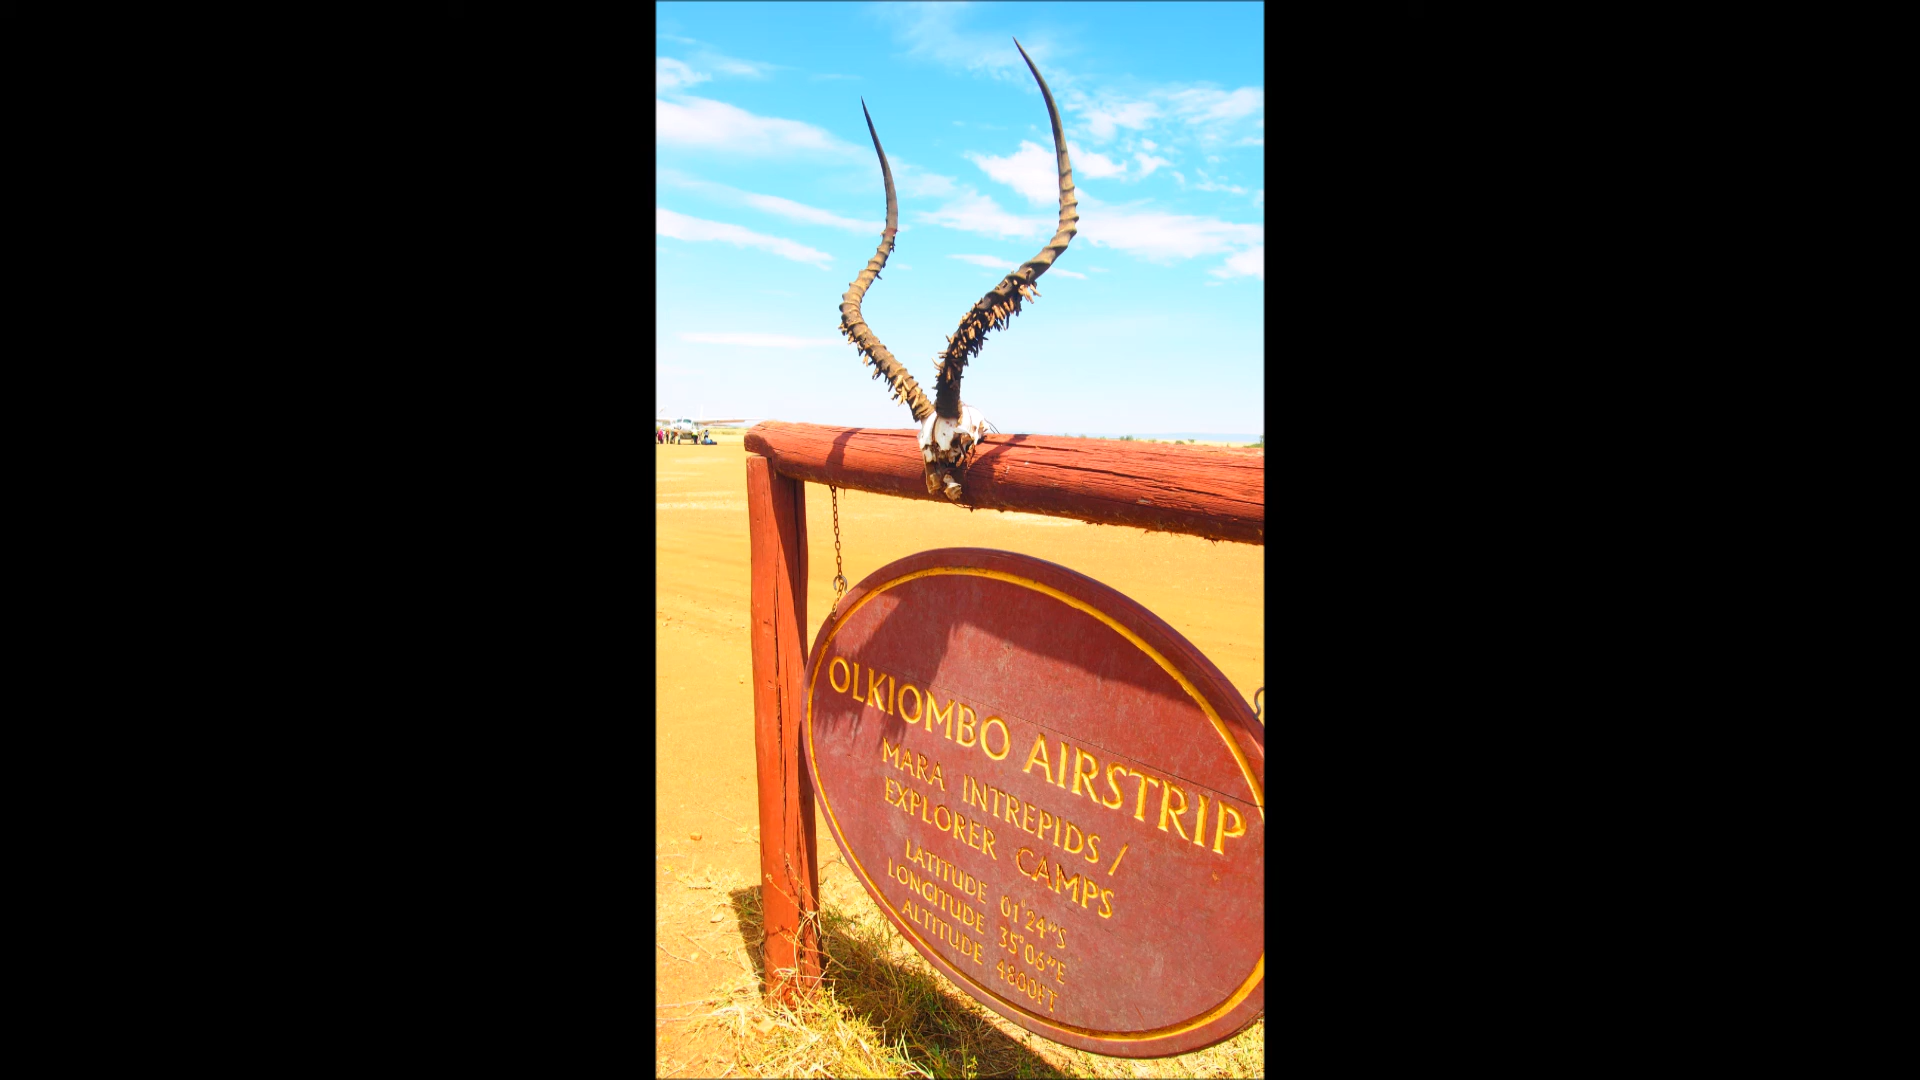 OLKIOMBO AIRSTRIP
MARA INTREPIDS /
EXPLORER CAMPS
LATITUDE 01°24"S
LONGITUDE 35°06"E
ALTITUDE 4800FT